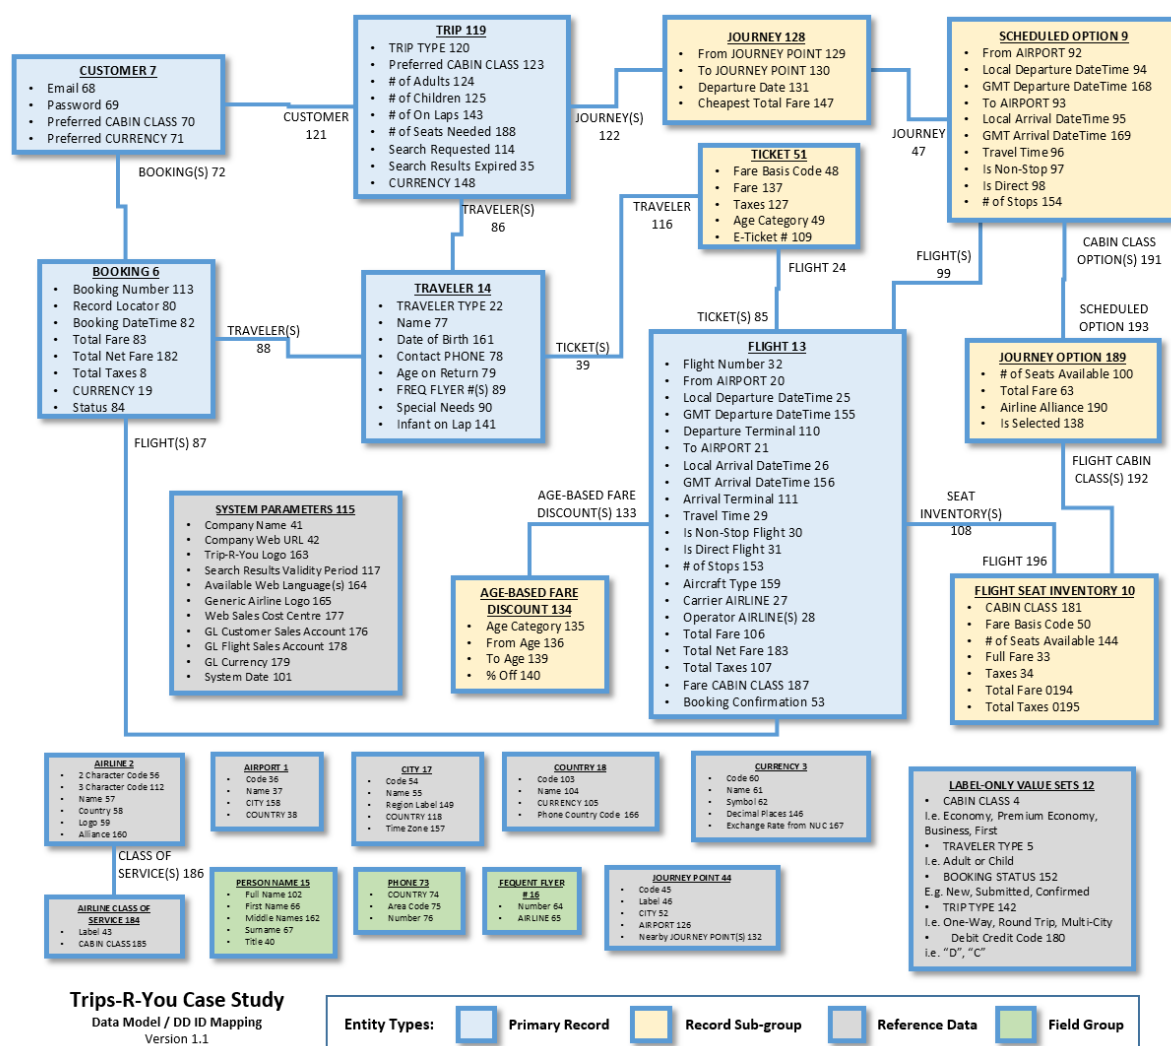 CUSTOMER 7
• Email 68
• Password 69
• Preferred CABIN CLASS 70
• Preferred CURRENCY 71
TRIP 119
• TRIP TYPE 120
• Preferred CABIN CLASS 123
• # of Adults 124
• # of Children 125
• # of On Laps 143
• # of Seats Needed 188
• Search Requested 114
• Search Results Expired 35
• CURRENCY 148
JOURNEY 128
• From JOURNEY POINT 129
• To JOURNEY POINT 130
• Departure Date 131
• Cheapest Total Fare 147
SCHEDULED OPTION 9
• From AIRPORT 92
• Local Departure DateTime 94
• GMT Departure DateTime 168
• To AIRPORT 93
• Local Arrival DateTime 95
• GMT Arrival DateTime 169
• Travel Time 96
• Is Non-Stop 97
• Is Direct 98
• # of Stops 154
CUSTOMER
121
JOURNEY(S)
122
JOURNEY
47
BOOKING(S) 72
TRAVELER(S)
86
TRAVELER
116
TICKET 51
• Fare Basis Code 48
• Fare 137
• Taxes 127
• Age Category 49
• E-Ticket # 109
FLIGHT 24
TICKET(S) 85
FLIGHT(S)
99
CABIN CLASS
OPTION(S) 191
SCHEDULED
OPTION 193
BOOKING 6
• Booking Number 113
• Record Locator 80
• Booking DateTime 82
• Total Fare 83
• Total Net Fare 182
• Total Taxes 8
• CURRENCY 19
• Status 84
TRAVELER(S)
88
TRAVELER 14
• TRAVELER TYPE 22
• Name 77
• Date of Birth 161
• Contact PHONE 78
• Age on Return 79
• FREQ FLYER #(S) 89
• Special Needs 90
• Infant on Lap 141
TICKET(S)
39
FLIGHT 13
• Flight Number 32
• From AIRPORT 20
• Local Departure DateTime 25
• GMT Departure DateTime 155
• Departure Terminal 110
• To AIRPORT 21
• Local Arrival DateTime 26
• GMT Arrival DateTime 156
• Arrival Terminal 111
• Travel Time 29
• Is Non-Stop Flight 30
• Is Direct Flight 31
• # of Stops 153
• Aircraft Type 159
• Carrier AIRLINE 27
• Operator AIRLINE(S) 28
• Total Fare 106
• Total Net Fare 183
• Total Taxes 107
• Fare CABIN CLASS 187
• Booking Confirmation 53
JOURNEY OPTION 189
• # of Seats Available 100
• Total Fare 63
• Airline Alliance 190
• Is Selected 138
FLIGHT(S) 87
FLIGHT CABIN
CLASS(S) 192
SYSTEM PARAMETERS 115
• Company Name 41
• Company Web URL 42
• Trip-R-You Logo 163
• Search Results Validity Period 117
• Available Web Language(s) 164
• Generic Airline Logo 165
• Web Sales Cost Centre 177
• GL Customer Sales Account 176
• GL Flight Sales Account 178
• GL Currency 179
• System Date 101
AGE-BASED FARE
DISCOUNT(S) 133
SEAT
INVENTORY(S)
108
FLIGHT 196
AGE-BASED FARE
DISCOUNT 134
• Age Category 135
• From Age 136
• To Age 139
• % Off 140
FLIGHT SEAT INVENTORY 10
• CABIN CLASS 181
• Fare Basis Code 50
• # of Seats Available 144
• Full Fare 33
• Taxes 34
• Total Fare 0194
• Total Taxes 0195
AIRLINE 2
• 2 Character Code 56
• 3 Character Code 112
• Name 57
• Country 58
• Logo 59
• Alliance 160
AIRPORT 1
• Code 36
• Name 37
• CITY 158
• COUNTRY 38
CITY 17
• Code 54
• Name 55
• Region Label 149
• COUNTRY 118
• Time Zone 157
COUNTRY 18
• Code 103
• Name 104
• CURRENCY 105
• Phone Country Code 166
CURRENCY 3
• Code 60
• Name 61
• Symbol 62
• Decimal Places 146
• Exchange Rate from NUC 167
LABEL-ONLY VALUE SETS 12
• CABIN CLASS 4
I.e. Economy, Premium Economy,
Business, First
• TRAVELER TYPE 5
I.e. Adult or Child
• BOOKING STATUS 152
E.g. New, Submitted, Confirmed
• TRIP TYPE 142
I.e. One-Way, Round Trip, Multi-City
• Debit Credit Code 180
i.e. “D”, “C”
CLASS OF
SERVICE(S) 186
AIRLINE CLASS OF
SERVICE 184
• Label 43
• CABIN CLASS 185
PERSON NAME 15
• Full Name 102
• First Name 66
• Middle Names 162
• Surname 67
• Title 40
PHONE 73
• COUNTRY 74
• Area Code 75
• Number 76
FEQUENT FLYER
# 16
• Number 64
• AIRLINE 65
JOURNEY POINT 44
• Code 45
• Label 46
• CITY 52
• AIRPORT 126
• Nearby JOURNEY POINT(S) 132
Trips-R-You Case Study
Data Model / DD ID Mapping
Version 1.1
Entity Types: Primary Record Record Sub-group Reference Data Field Group